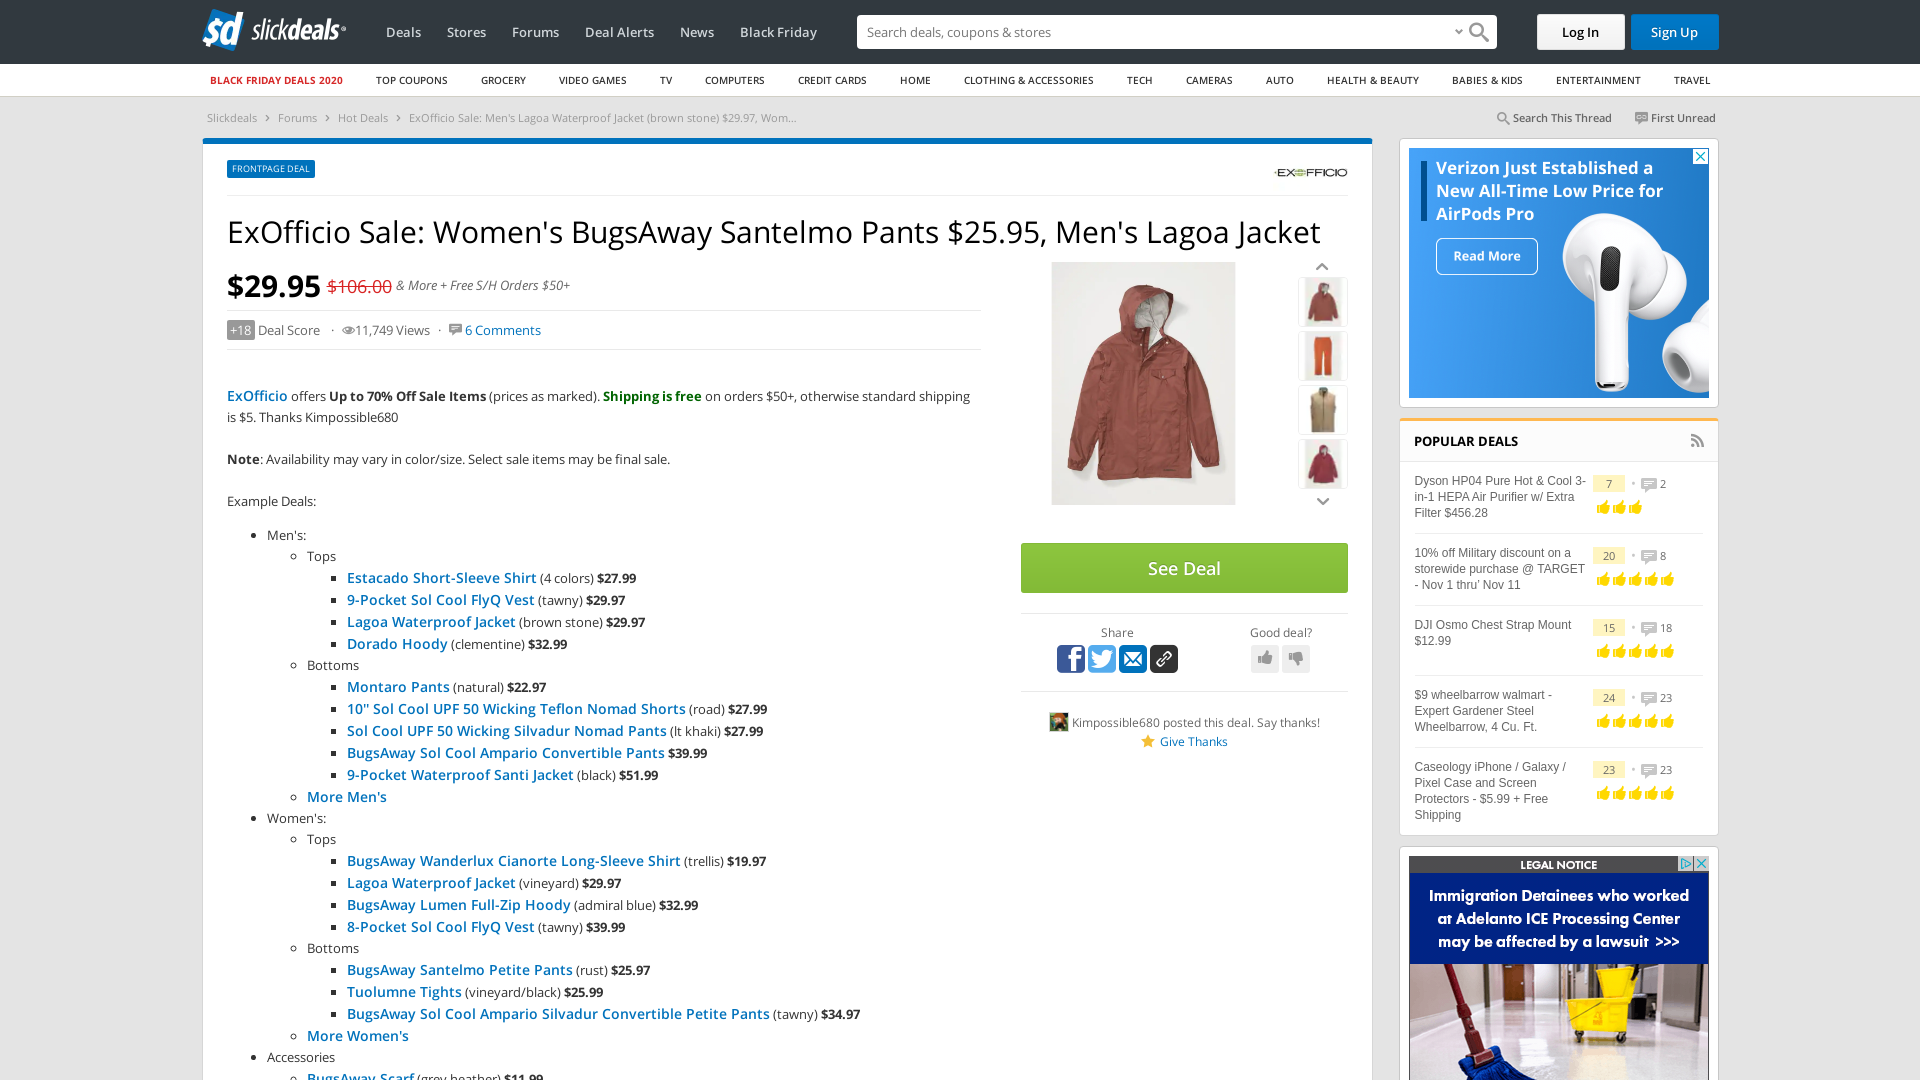 sd slickdeals
Deals Stores Forums Deal Alerts News Black Friday
Search deals, coupons & searches
Log In
Sign Up
BLACK FRIDAY DEALS 2020 TOP COUPONS GROCERY VIDEO GAMES TV COMPUTERS CREDIT CARDS HOME CLOTHING & ACCESSORIES TECH CAMERAS AUTO HEALTH & BEAUTY BABIES & KIDS ENTERTAINMENT TRAVEL
Slickdeals > Forums > Hot Deals > ExOfficio Sale: Men's Lagoa Waterproof Jacket (brown stone) $29.97, Wom...
Search This Thread First Unread
FRONTPAGE DEAL
EXOFFICIO
ExOfficio Sale: Women's BugsAway Santelmo Pants $25.95, Men's Lagoa Jacket
$29.95 $106.00 & More + Free S/H Orders $50+
+18 Deal Score · 11,749 Views · 6 Comments
ExOfficio offers Up to 70% Off Sale Items (prices as marked). Shipping is free on orders $50+, otherwise standard shipping
is $5. Thanks Kimpossible680
Note: Availability may vary in color/size. Select sale items may be final sale.
Example Deals:
Men's:
Tops
Estacado Short-Sleeve Shirt (4 colors) $27.99
9-Pocket Sol Cool FlyQ Vest (tawny) $29.97
Lagoa Waterproof Jacket (brown stone) $29.97
Dorado Hoody (clementine) $32.99
Bottoms
Montaro Pants (natural) $22.97
10" Sol Cool UPF 50 Wicking Teflon Nomad Shorts (road) $27.99
Sol Cool UPF 50 Wicking Silvadur Nomad Pants (lt khaki) $27.99
BugsAway Sol Cool Ampario Convertible Pants $39.99
9-Pocket Waterproof Santi Jacket (black) $51.99
More Men's
Women's:
Tops
BugsAway Wanderlux Cianorte Long-Sleeve Shirt (trellis) $19.97
Lagoa Waterproof Jacket (vineyard) $29.97
BugsAway Lumen Full-Zip Hoody (admiral blue) $32.99
8-Pocket Sol Cool FlyQ Vest (tawny) $39.99
Bottoms
BugsAway Santelmo Petite Pants (rust) $25.97
Tuolumne Tights (vineyard/black) $25.99
BugsAway Sol Cool Ampario Silvadur Convertible Petite Pants (tawny) $34.97
More Women's
Accessories
BugsAway Scarf (grey heather) $11.99
See Deal
Share
Good deal?
Kimpossible680 posted this deal. Say thanks!
Give Thanks
Verizon Just Established a
New All-Time Low Price for
AirPods Pro
Read More
POPULAR DEALS
Dyson HP04 Pure Hot & Cool 3-
in-1 HEPA Air Purifier w/ Extra
Filter $456.28
7 • 2
10% off Military discount on a
storewide purchase @ TARGET
- Nov 1 thru' Nov 11
20 • 8
DJI Osmo Chest Strap Mount
$12.99
15 • 18
$9 wheelbarrow walmart -
Expert Gardener Steel
Wheelbarrow, 4 Cu. Ft.
24 • 23
Caseology iPhone / Galaxy /
Pixel Case and Screen
Protectors - $5.99 + Free
Shipping
23 • 23
LEGAL NOTICE
Immigration Detainees who worked
at Adelanto ICE Processing Center
may be affected by a lawsuit >>>